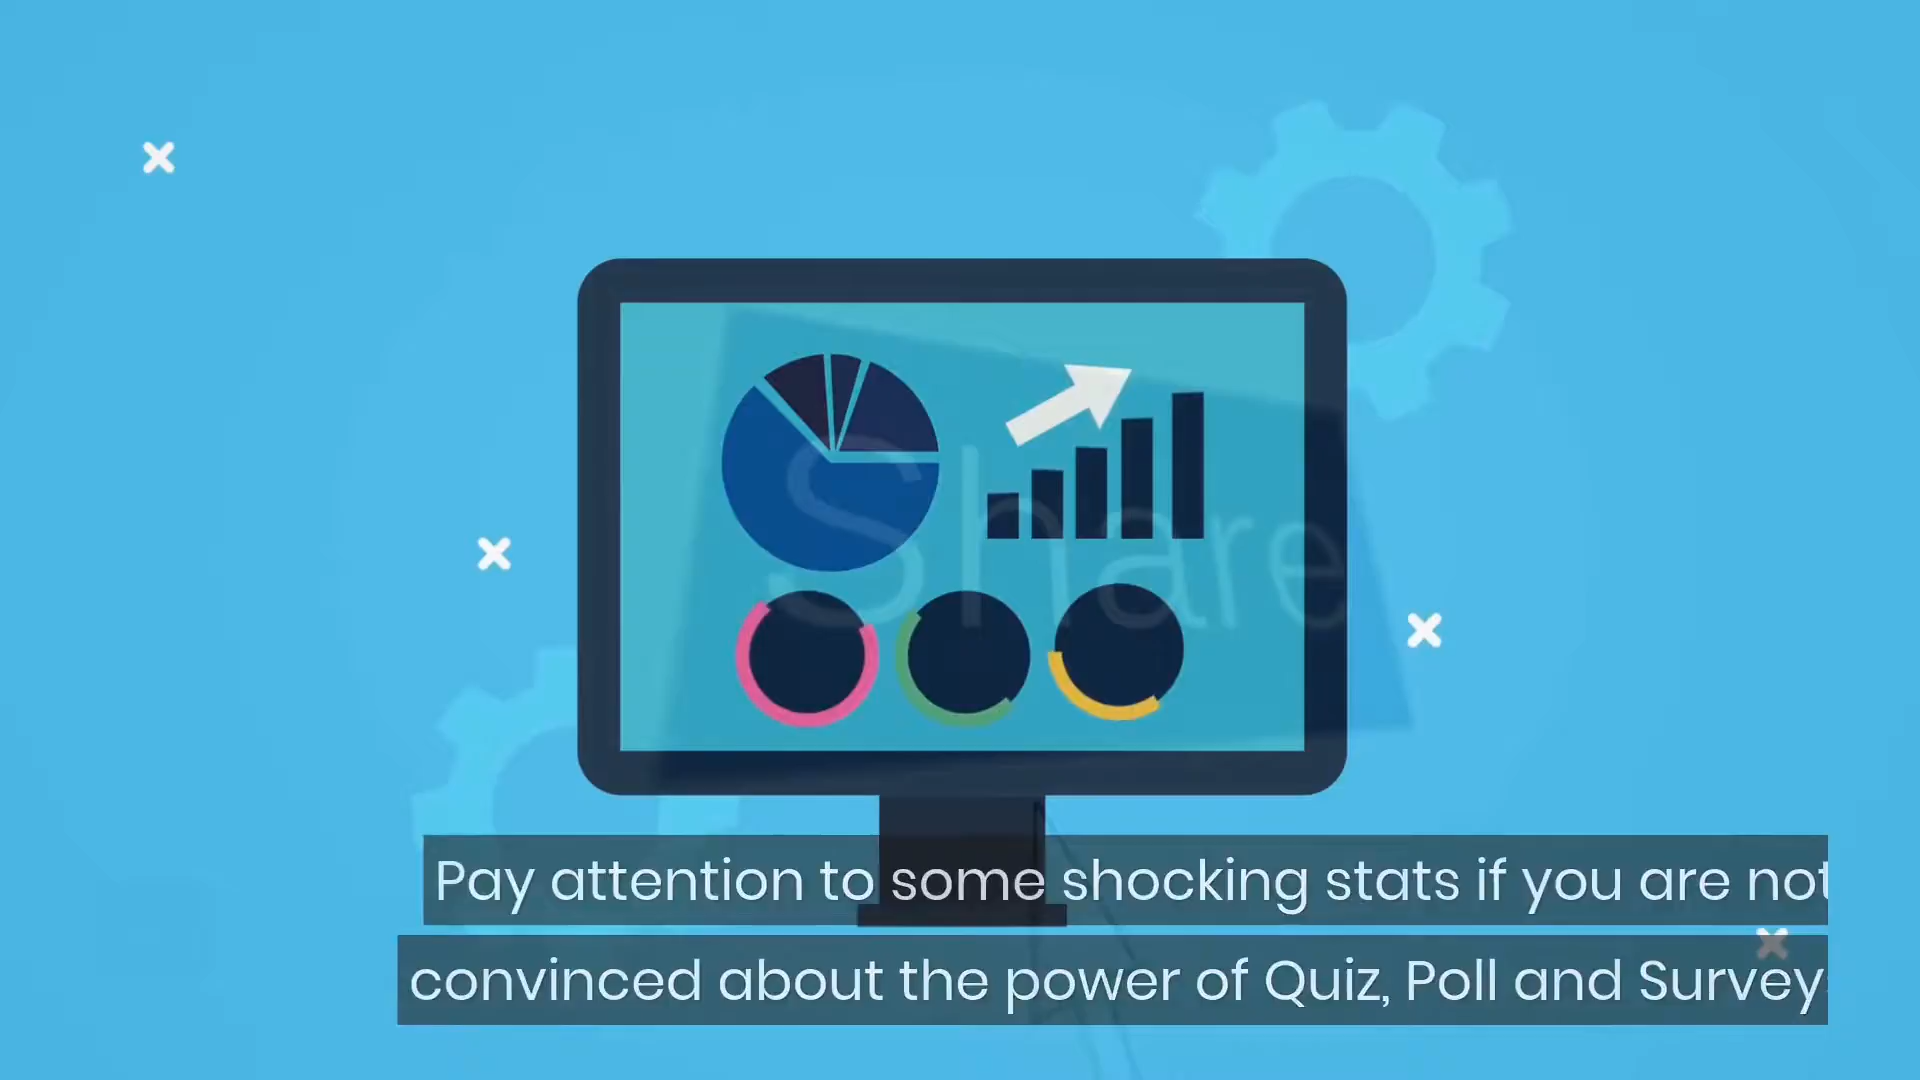 Share
Pay attention to some shocking stats if you are not
convinced about the power of Quiz, Poll and Survey